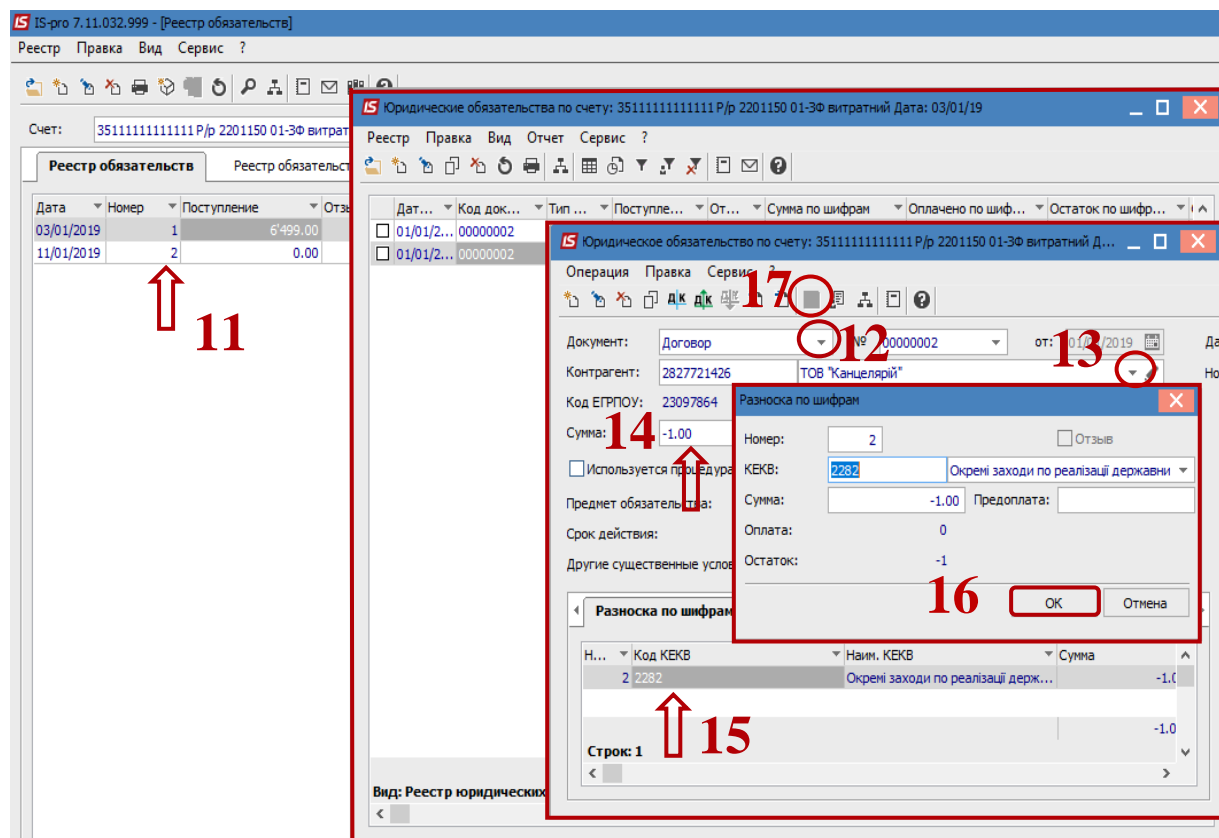 IS-pro 7.11.032.999 - [Реестр обязательств]
Реестр Правка Вид Сервис ?
Счет: 35111111111111 Р/р 2201150 01-ЗФ витрат
Реестр обязательств Реестр обязательст
Дата Номер Поступление Отзы
03/01/2019 1 6'499.00
11/01/2019 2 0.00
11
Юридические обязательства по счету: 35111111111111 Р/р 2201150 01-ЗФ витратний Дата: 03/01/19
Реестр Правка Вид Отчет Сервис ?
Дат... Код док... Тип ... Поступле... От... Сумма по шифрам Оплачено по шиф... Остаток по шифр...
01/01/2... 00000002
01/01/2... 00000002
Вид: Реестр юридических
Юридическое обязательство по счету: 35111111111111 Р/р 2201150 01-ЗФ витратний Д...
Операция Правка Сервис ?
17
Документ: Договор № 00000002 от: 01/01/2019 Да
12
13
Контрагент: 2827721426 ТОВ "Канцелярій" Но
Код ЕГРПОУ: 23097864
Сумма: -1.00
14
Используется процедура
Предмет обязательства:
Срок действия:
Другие существенные услов
Разноска по шифрам
Номер: 2 Отзыв
КЕКВ: 2282 Окремі заходи по реалізації державни
Сумма: -1.00 Предоплата:
Оплата: 0
Остаток: -1
16
ОК Отмена
Разноска по шифрам
Н... Код КЕКВ Наим. КЕКВ Сумма
2 2282 Окремі заходи по реалізації держ... -1.0
-1.0
15
Строк: 1